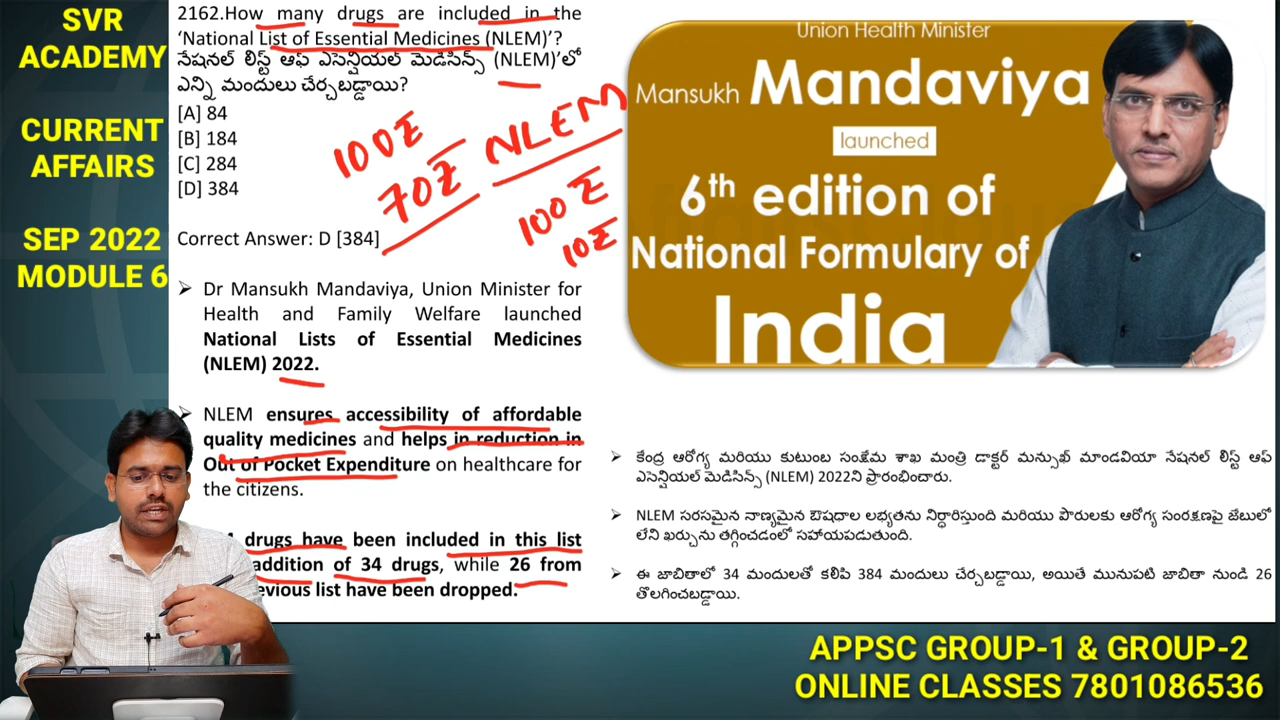 SVR
ACADEMY
CURRENT
AFFAIRS
SEP 2022
MODULE 6
2162.How many drugs are included in the
‘National List of Essential Medicines (NLEM)’?
నేషనల్ లిస్ట్ ఆఫ్ ఎసెన్షియల్ మెడిసిన్స్ (NLEM)’లో
ఎన్ని మందులు చేర్చబడ్డాయి?
[A] 84
[B] 184
[C] 284
[D] 384
Correct Answer: D [384]
➢ Dr Mansukh Mandaviya, Union Minister for
Health and Family Welfare launched
National Lists of Essential Medicines
(NLEM) 2022.
➢ NLEM ensures accessibility of affordable
quality medicines and helps in reduction in
Out of Pocket Expenditure on healthcare for
the citizens.
drugs have been included in this list
addition of 34 drugs, while 26 from
list have been dropped.
100
70
NLEM
100
10
Union Health Minister
Mansukh Mandaviya
launched
6th edition of
National Formulary of
India
➢ కేంద్ర ఆరోగ్య మరియు కుటుంబ సంక్షేమ శాఖ మంత్రి డాక్టర్ మన్సుఖ్ మాండవియా నేషనల్ లిస్ట్ ఆఫ్
ఎసెన్షియల్ మెడిసిన్స్ (NLEM) 2022ని ప్రారంభించారు.
➢ NLEM సరసమైన నాణ్యమైన ఔషధాల లభ్యతను నిర్ధారిస్తుంది మరియు పౌరులకు ఆరోగ్య సంరక్షణపై జేబులో
లేని ఖర్చును తగ్గించడంలో సహాయపడుతుంది.
➢ ఈ జాబితాలో 34 మందులతో కలిపి 384 మందులు చేర్చబడ్డాయి, అయితే మునుపటి జాబితా నుండి 26
తొలగించబడ్డాయి.
APPSC GROUP-1 & GROUP-2
ONLINE CLASSES 7801086536